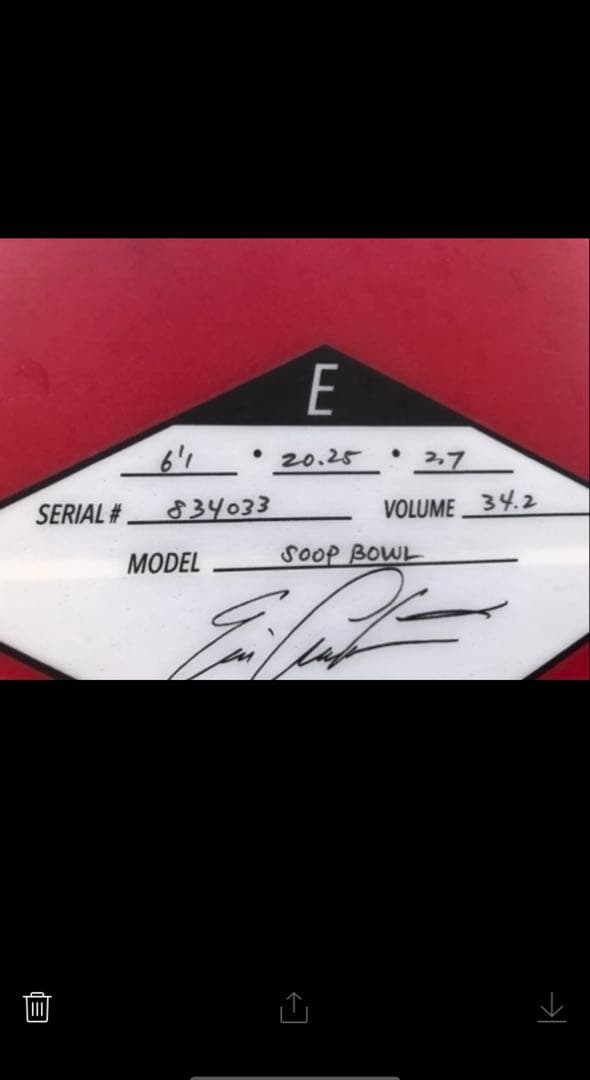 E
6'1 • 20.25 • 2.7
SERIAL # 834033 VOLUME 34.2
MODEL SOOP BOWL